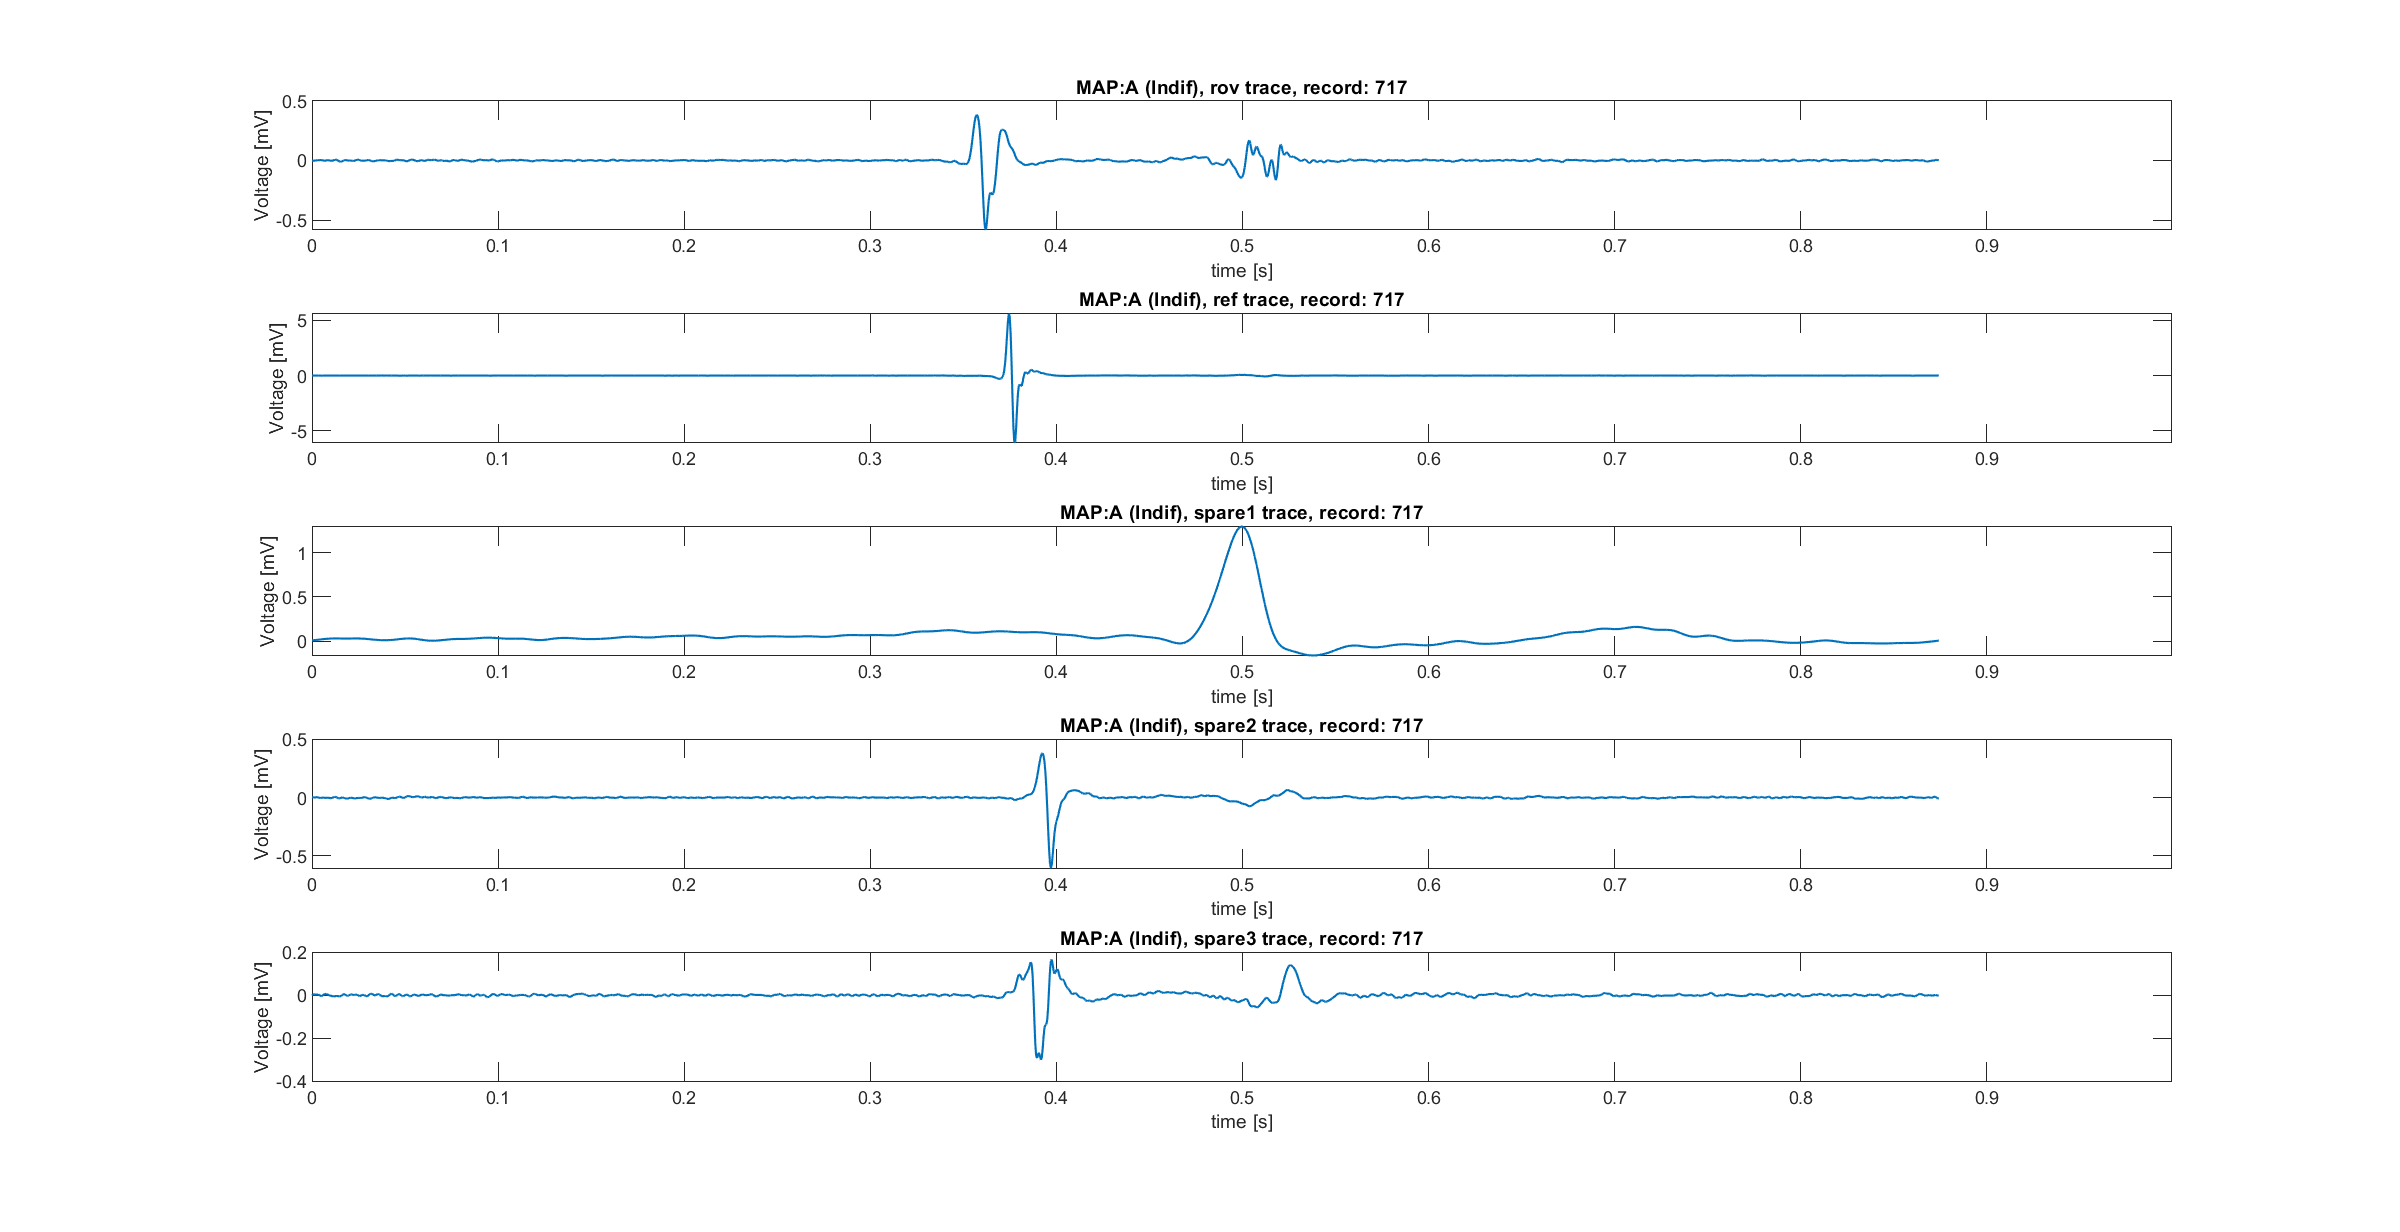 MAP:A (Indif), rov trace, record: 717
Voltage [mV]
0.5
0
-0.5
0 0.1 0.2 0.3 0.4 0.5 0.6 0.7 0.8 0.9
time [s]
MAP:A (Indif), ref trace, record: 717
Voltage [mV]
5
0
-5
0 0.1 0.2 0.3 0.4 0.5 0.6 0.7 0.8 0.9
time [s]
MAP:A (Indif), spare1 trace, record: 717
Voltage [mV]
1
0.5
0
0 0.1 0.2 0.3 0.4 0.5 0.6 0.7 0.8 0.9
time [s]
MAP:A (Indif), spare2 trace, record: 717
Voltage [mV]
0.5
0
-0.5
0 0.1 0.2 0.3 0.4 0.5 0.6 0.7 0.8 0.9
time [s]
MAP:A (Indif), spare3 trace, record: 717
Voltage [mV]
0.2
0
-0.2
-0.4
0 0.1 0.2 0.3 0.4 0.5 0.6 0.7 0.8 0.9
time [s]